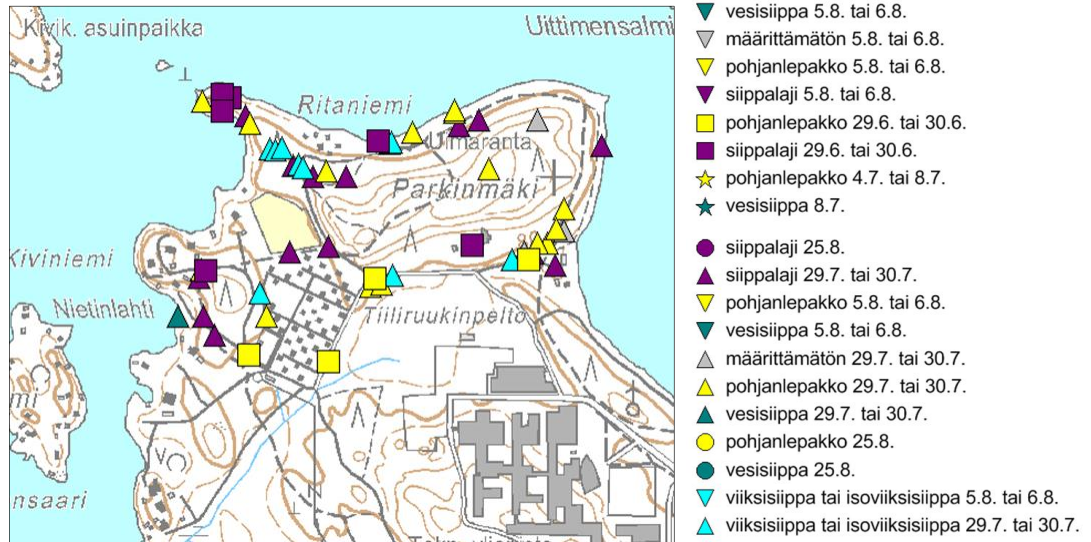 Kivik. asuinpaikka
Uittimensalmi
Ritaniemi
Uimaranta
Parkinmäki
Kiviniemi
Nietinlahti
Tiiliruukinpelto
mi
nsaari
vesisiippa 5.8. tai 6.8.
määrittämätön 5.8. tai 6.8.
pohjanlepakko 5.8. tai 6.8.
siippalaji 5.8. tai 6.8.
pohjanlepakko 29.6. tai 30.6.
siippalaji 29.6. tai 30.6.
pohjanlepakko 4.7. tai 8.7.
vesisiippa 8.7.
siippalaji 25.8.
siippalaji 29.7. tai 30.7.
pohjanlepakko 5.8. tai 6.8.
vesisiippa 5.8. tai 6.8.
määrittämätön 29.7. tai 30.7.
pohjanlepakko 29.7. tai 30.7.
vesisiippa 29.7. tai 30.7.
pohjanlepakko 25.8.
vesisiippa 25.8.
viiksisiippa tai isoviiksisiippa 5.8. tai 6.8.
viiksisiippa tai isoviiksisiippa 29.7. tai 30.7.